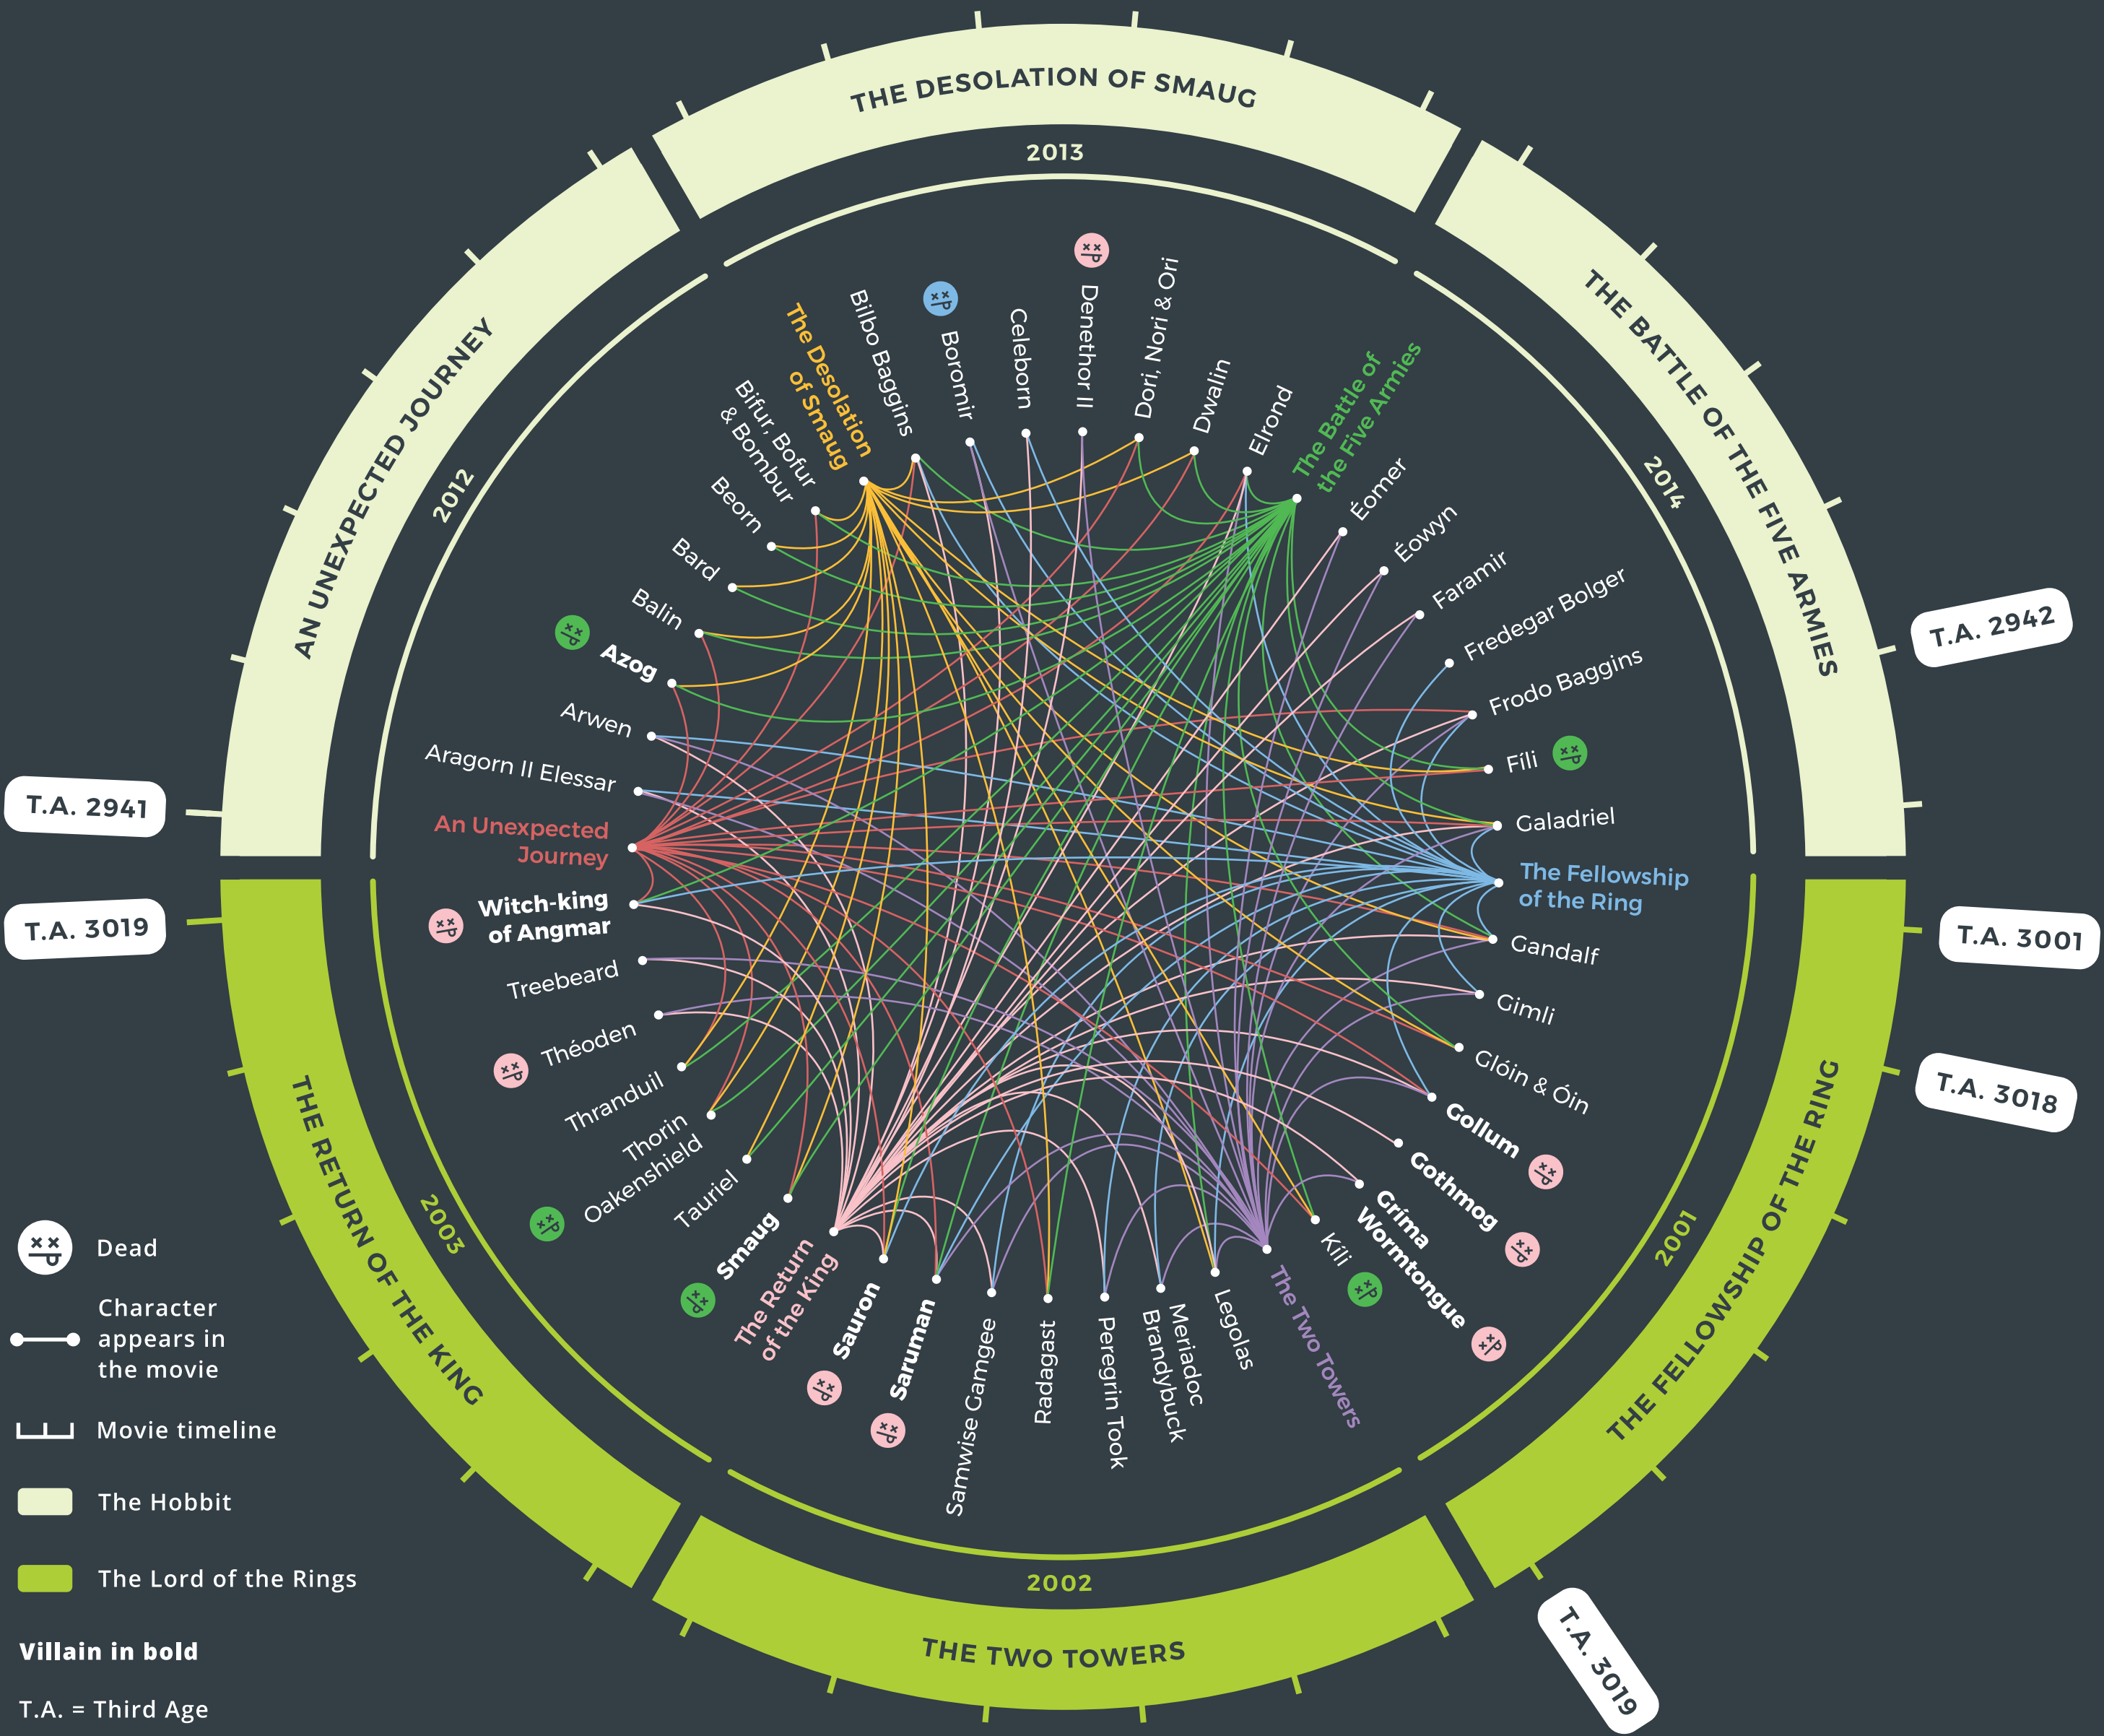 THE DESOLATION OF SMAUG
2013
THE BATTLE OF THE FIVE ARMIES
2014
T.A. 2942
AN UNEXPECTED JOURNEY
2012
T.A. 2941
T.A. 3019
T.A. 3001
T.A. 3018
THE FELLOWSHIP OF THE RING
2001
T.A. 3019
THE TWO TOWERS
2002
THE RETURN OF THE KING
2003
The Desolation
of Smaug
Bilbo Baggins
Boromir
Celeborn
Denethor II
Dori, Nori & Ori
Dwalin
Elrond
The Battle of
the Five Armies
Éomer
Éowyn
Faramir
Fredegar Bolger
Frodo Baggins
Fíli
Galadriel
The Fellowship
of the Ring
Gandalf
Gimli
Glóin & Óin
Gollum
Gothmog
Gríma
Wormtongue
Kíli
The Two Towers
Legolas
Meriadoc
Brandybuck
Peregrin Took
Radagast
Samwise Gamgee
Saruman
Sauron
The Return
of the King
Smaug
Tauriel
Thorin
Oakenshield
Thranduil
Théoden
Treebeard
Witch-king
of Angmar
An Unexpected
Journey
Aragorn II Elessar
Arwen
Azog
Balin
Bard
Beorn
Bifur, Bofur
& Bombur
Dead
Character
appears in
the movie
Movie timeline
The Hobbit
The Lord of the Rings
Villain in bold
T.A. = Third Age